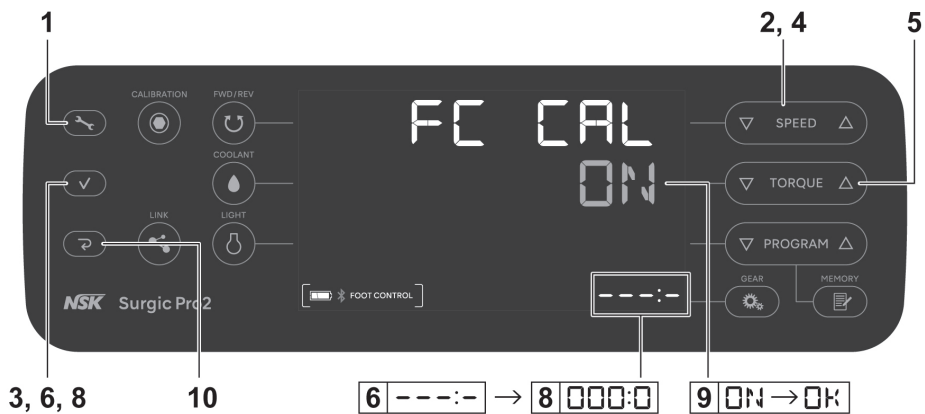 1
2, 4
5
CALIBRATION
FWD/REV
FC CAL
SPEED
COOLANT
ON
TORQUE
LINK
LIGHT
PROGRAM
GEAR
MEMORY
NSK Surgic Pro2
FOOT CONTROL
---:-
3, 6, 8
10
6 ---:- → 8 000:0
9 ON → OK